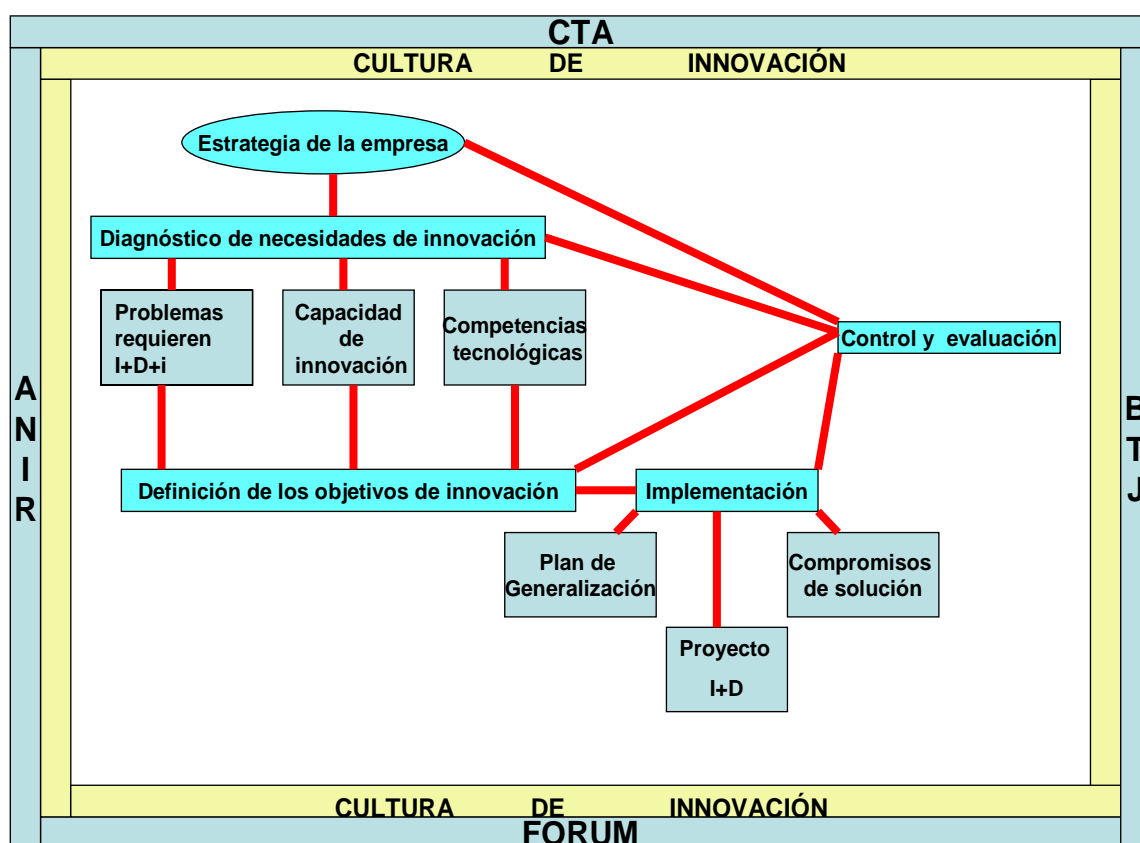 CTA
CULTURA DE INNOVACIÓN
Estrategia de la empresa
Diagnóstico de necesidades de innovación
Problemas
requieren
I+D+i
Capacidad
de
innovación
Competencias
tecnológicas
Control y evaluación
A
N
I
R
B
T
J
Definición de los objetivos de innovación
Implementación
Plan de
Generalización
Compromisos
de solución
Proyecto
I+D
CULTURA DE INNOVACIÓN
FORUM